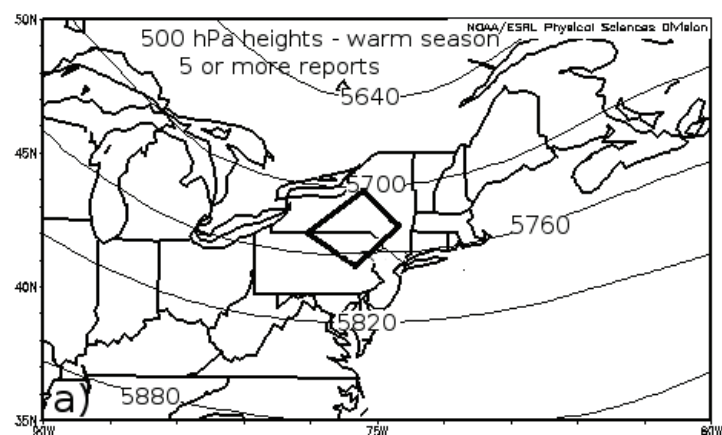 50N
NOAA/ESRL Physical Sciences Division
500 hPa heights - warm season
5 or more reports
5640
45N
5700
5760
40N
5820
a)
5880
35N
90W
75W
60W